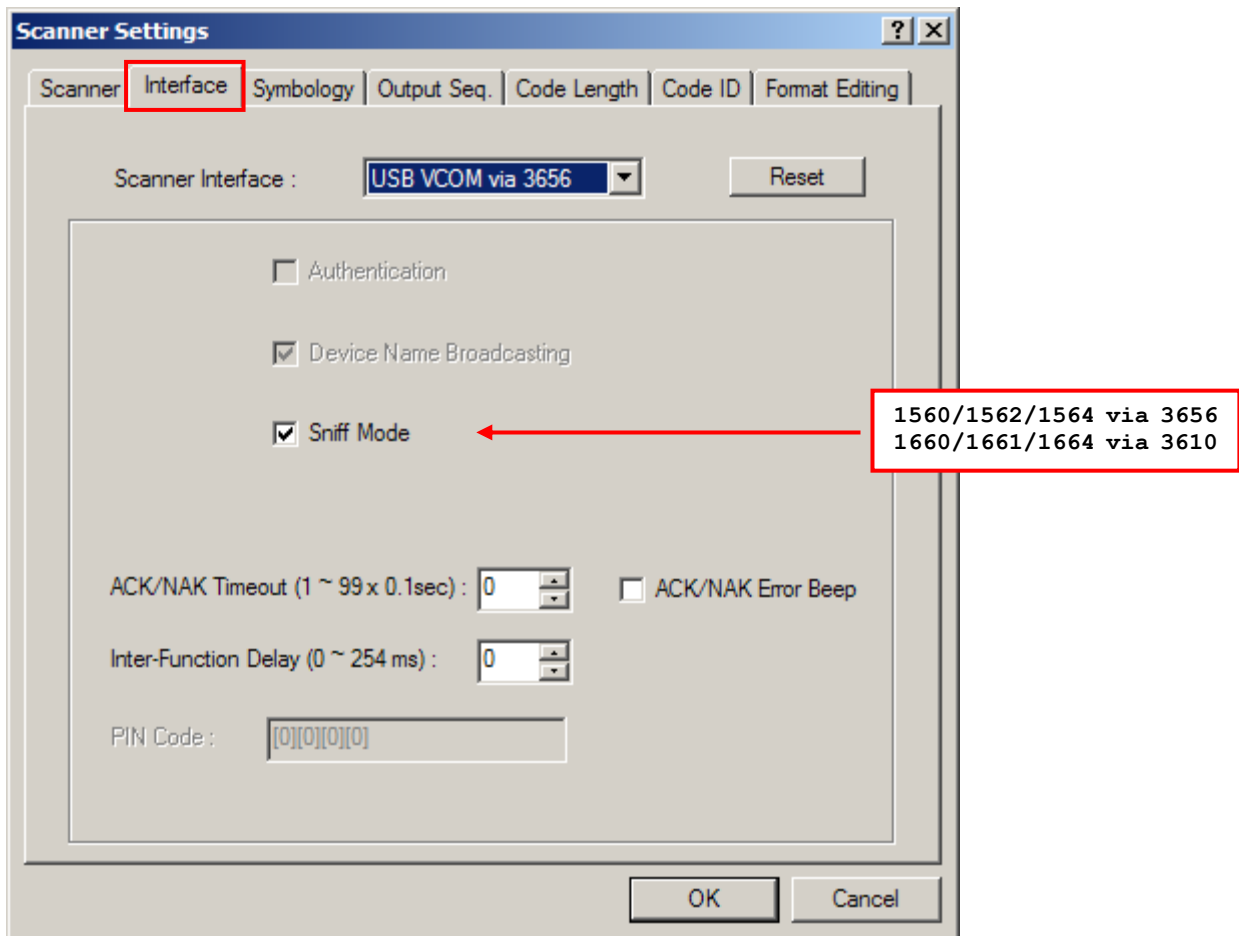 Scanner Settings
Scanner Interface Symbology Output Seq. Code Length Code ID Format Editing
Scanner Interface : USB VCOM via 3656 Reset
Authentication
Device Name Broadcasting
Sniff Mode
1560/1562/1564 via 3656
1660/1661/1664 via 3610
ACK/NAK Timeout (1 ~ 99 x 0.1sec) : 0 ACK/NAK Error Beep
Inter-Function Delay (0 ~ 254 ms) : 0
PIN Code : [0][0][0][0]
OK Cancel